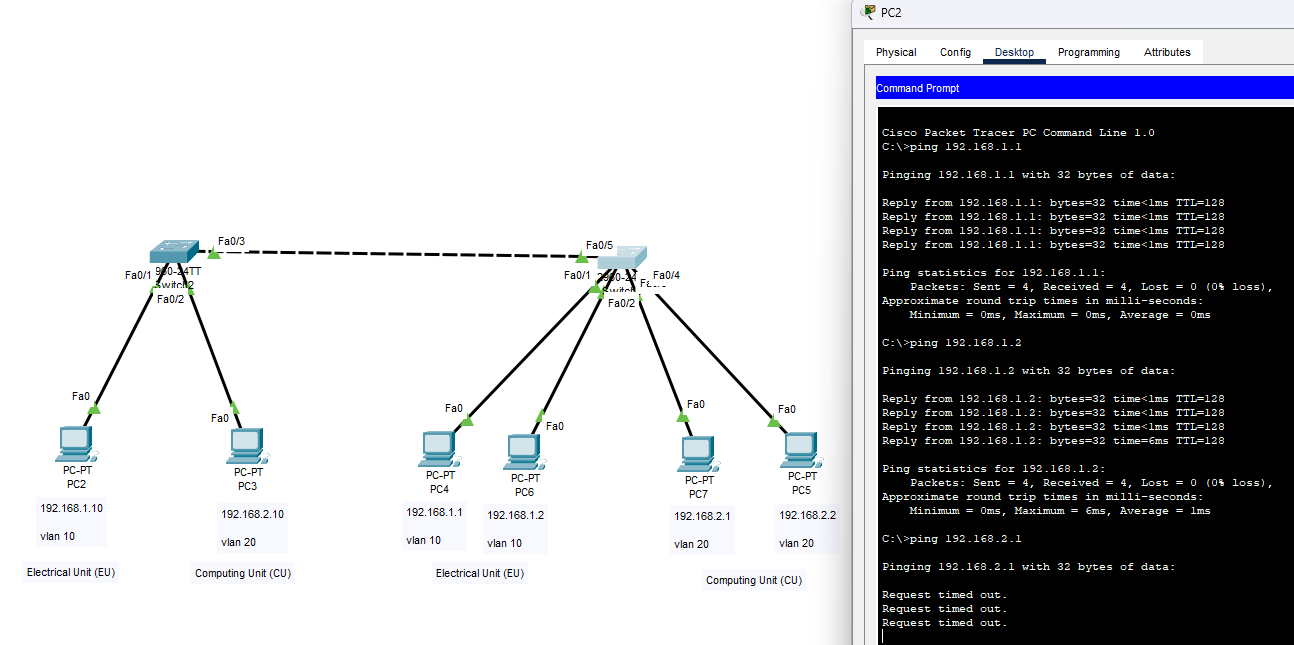 Fa0/3
Fa0/5
Fa0/1
Fa0/2
Switch2
Fa0/1
Fa0/4
Fa0/2
Fa0
Fa0
Fa0
Fa0
Fa0
Fa0
PC-PT
PC2
PC-PT
PC3
PC-PT
PC4
PC-PT
PC6
PC-PT
PC7
PC-PT
PC5
192.168.1.10
vlan 10
192.168.2.10
vlan 20
192.168.1.1
vlan 10
192.168.1.2
vlan 10
192.168.2.1
vlan 20
192.168.2.2
vlan 20
Electrical Unit (EU)
Computing Unit (CU)
Electrical Unit (EU)
Computing Unit (CU)
PC2
Physical Config Desktop Programming Attributes
Command Prompt
Cisco Packet Tracer PC Command Line 1.0
C:\>ping 192.168.1.1
Pinging 192.168.1.1 with 32 bytes of data:
Reply from 192.168.1.1: bytes=32 time<1ms TTL=128
Reply from 192.168.1.1: bytes=32 time<1ms TTL=128
Reply from 192.168.1.1: bytes=32 time<1ms TTL=128
Reply from 192.168.1.1: bytes=32 time<1ms TTL=128
Ping statistics for 192.168.1.1:
Packets: Sent = 4, Received = 4, Lost = 0 (0% loss),
Approximate round trip times in milli-seconds:
Minimum = 0ms, Maximum = 0ms, Average = 0ms
C:\>ping 192.168.1.2
Pinging 192.168.1.2 with 32 bytes of data:
Reply from 192.168.1.2: bytes=32 time<1ms TTL=128
Reply from 192.168.1.2: bytes=32 time<1ms TTL=128
Reply from 192.168.1.2: bytes=32 time<1ms TTL=128
Reply from 192.168.1.2: bytes=32 time=6ms TTL=128
Ping statistics for 192.168.1.2:
Packets: Sent = 4, Received = 4, Lost = 0 (0% loss),
Approximate round trip times in milli-seconds:
Minimum = 0ms, Maximum = 6ms, Average = 1ms
C:\>ping 192.168.2.1
Pinging 192.168.2.1 with 32 bytes of data:
Request timed out.
Request timed out.
Request timed out.